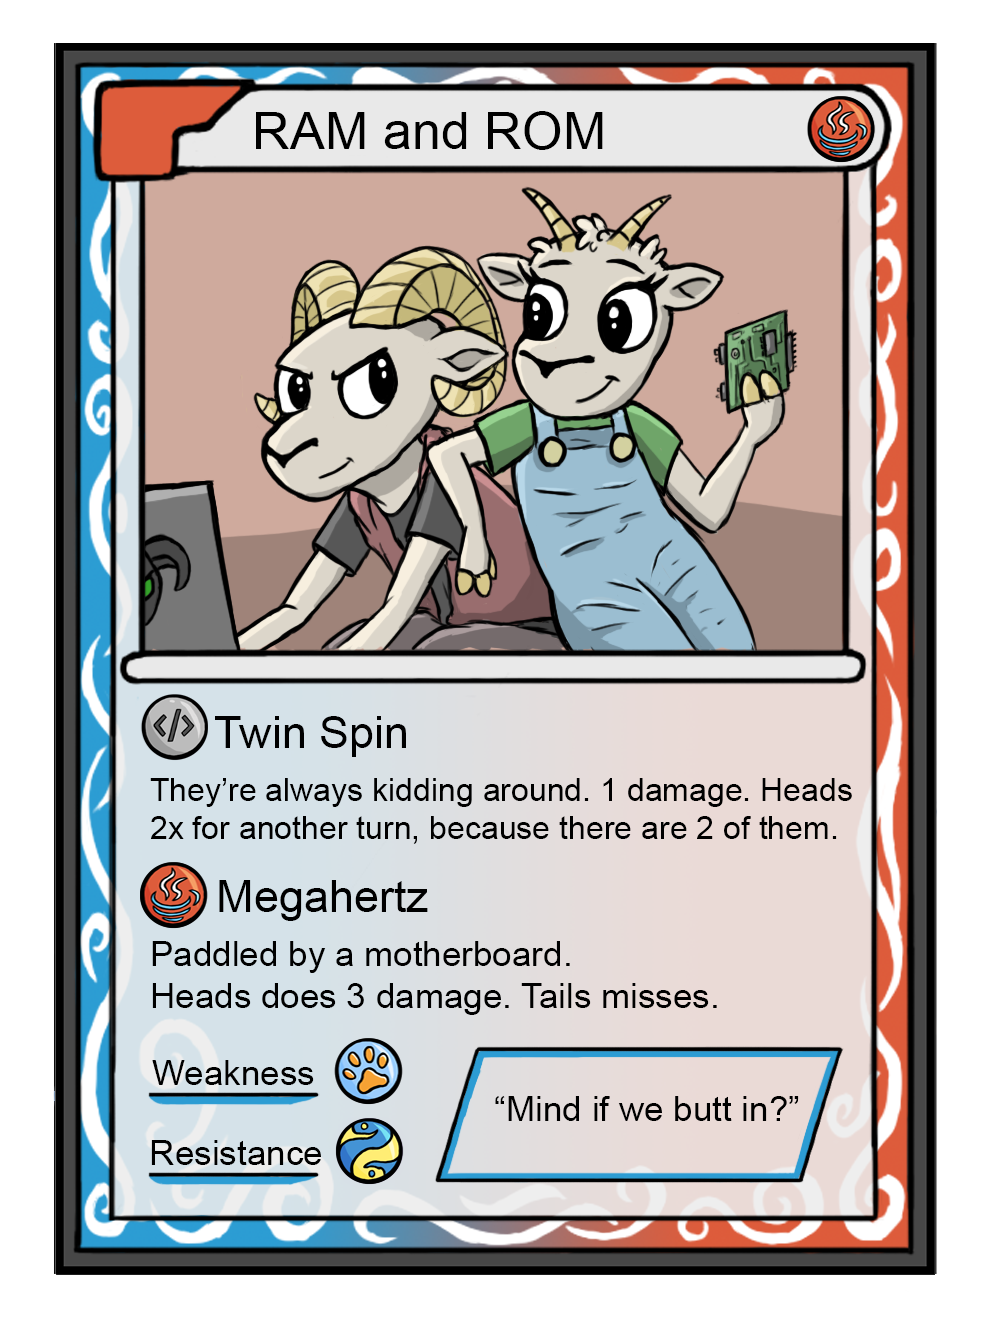 RAM and ROM
</> Twin Spin
They’re always kidding around. 1 damage. Heads
2x for another turn, because there are 2 of them.
Megahertz
Paddled by a motherboard.
Heads does 3 damage. Tails misses.
Weakness
“Mind if we butt in?”
Resistance